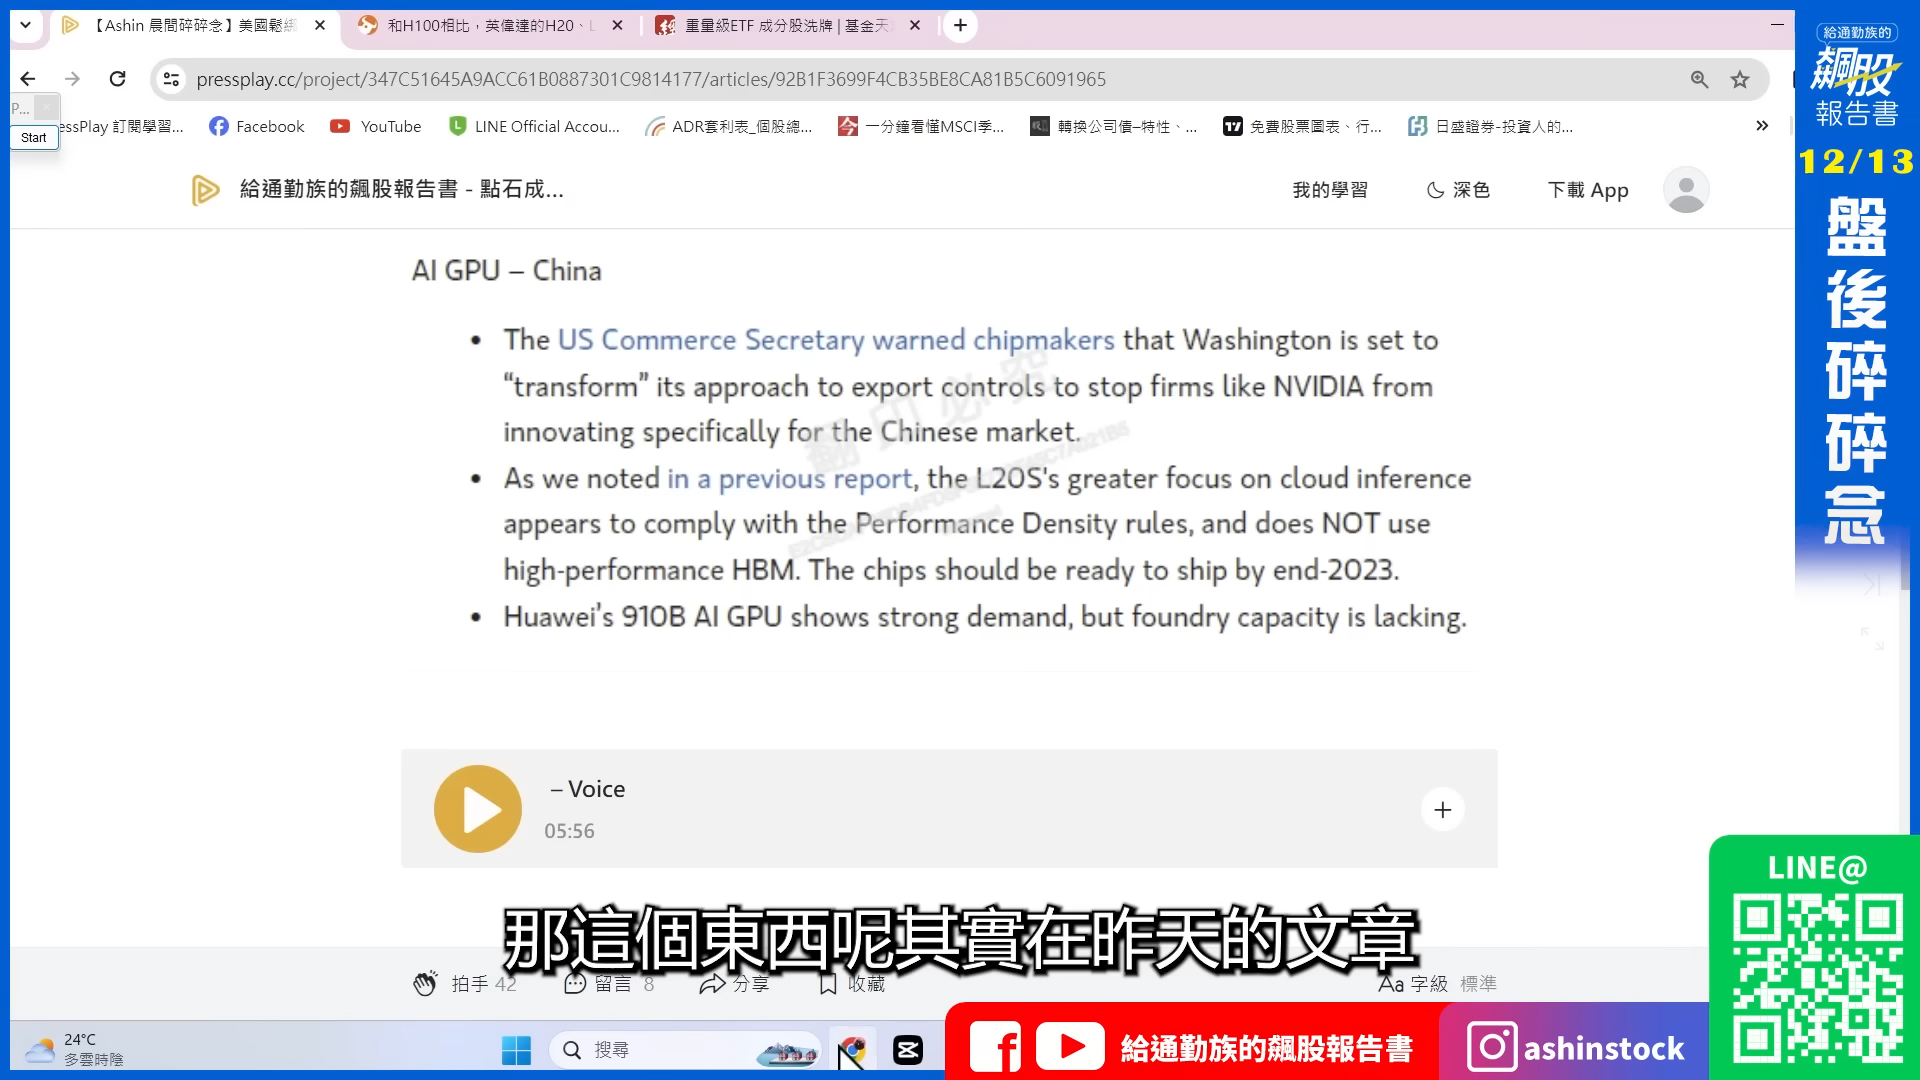 【Ashin 晨間碎碎念】美國鬆綁
和H100相比，英偉達的H20、L
重量級ETF 成分股洗牌 | 基金天
pressplay.cc/project/347C51645A9ACC61B0887301C9814177/articles/92B1F3699F4CB35BE8CA81B5C6091965
P...
Start
essPlay 訂閱學習...
Facebook
YouTube
LINE Official Accou...
ADR套利表_個股總...
一分鐘看懂MSCI季...
轉換公司債–特性、...
免費股票圖表、行...
日盛證券-投資人的...
給通勤族的飆股報告書 - 點石成...
我的學習
深色
下載 App
AI GPU – China
• The US Commerce Secretary warned chipmakers that Washington is set to
“transform” its approach to export controls to stop firms like NVIDIA from
innovating specifically for the Chinese market.
• As we noted in a previous report, the L20S's greater focus on cloud inference
appears to comply with the Performance Density rules, and does NOT use
high-performance HBM. The chips should be ready to ship by end-2023.
• Huawei's 910B AI GPU shows strong demand, but foundry capacity is lacking.
翻印必究
– Voice
05:56
那這個東西呢其實在昨天的文章
拍手 42
留言 8
分享
收藏
Aa 字級 標準
24°C
多雲時陰
搜尋
給通勤族的飆股報告書
ashinstock
給通勤族的
飆股
報告書
12/13
盤後碎碎念
LINE@